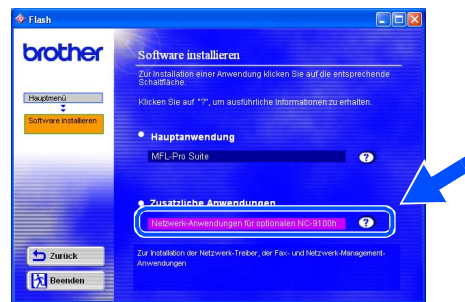 Flash
brother
Software installieren
Zur Installation einer Anwendung klicken Sie auf die entsprechende
Schaltfläche.
Klicken Sie auf "?", um ausführliche Informationen zu erhalten.
Hauptmenü
Software installieren
Hauptanwendung
MFL-Pro Suite
?
Zusätzliche Anwendungen
Netzwerk-Anwendungen für optionalen NC-9100h
?
Zurück
Beenden
Zur Installation der Netzwerk-Treiber, der Fax- und Netzwerk-Management-
Anwendungen